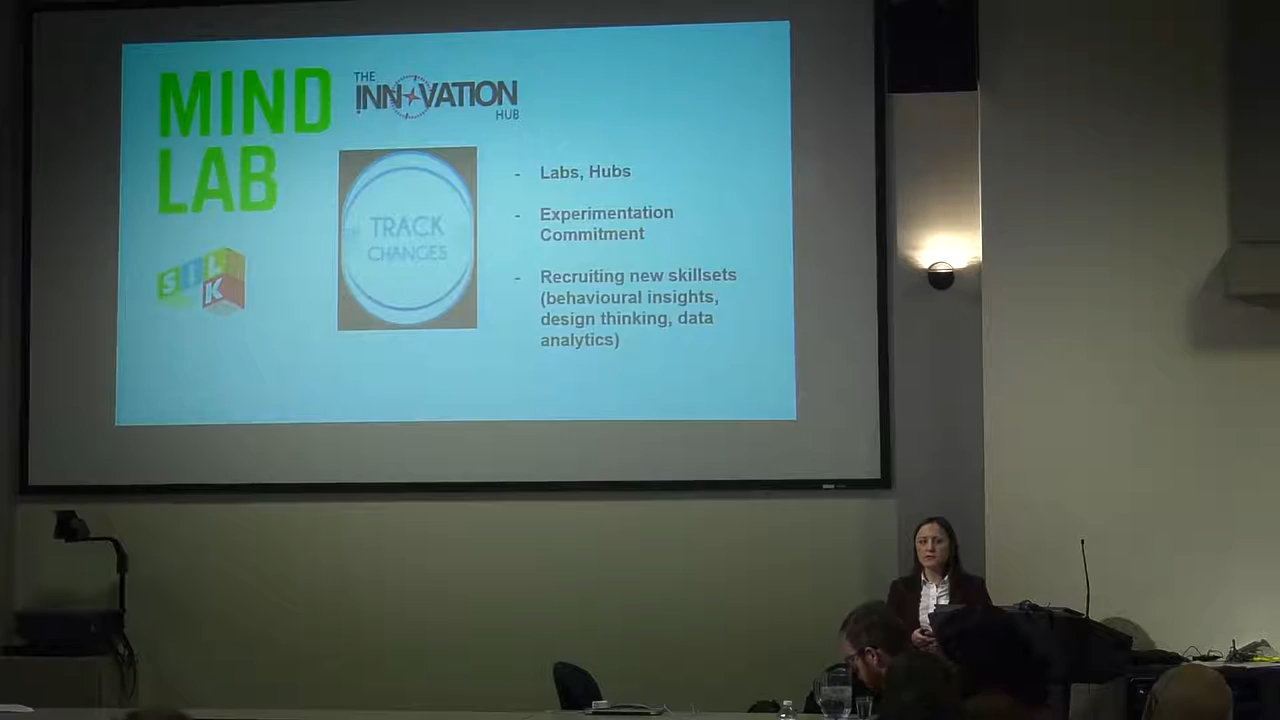 MIND
LAB
THE
INNOVATION
HUB
TRACK
CHANGES
SILK
- Labs, Hubs
- Experimentation
Commitment
- Recruiting new skillsets
(behavioural insights,
design thinking, data
analytics)